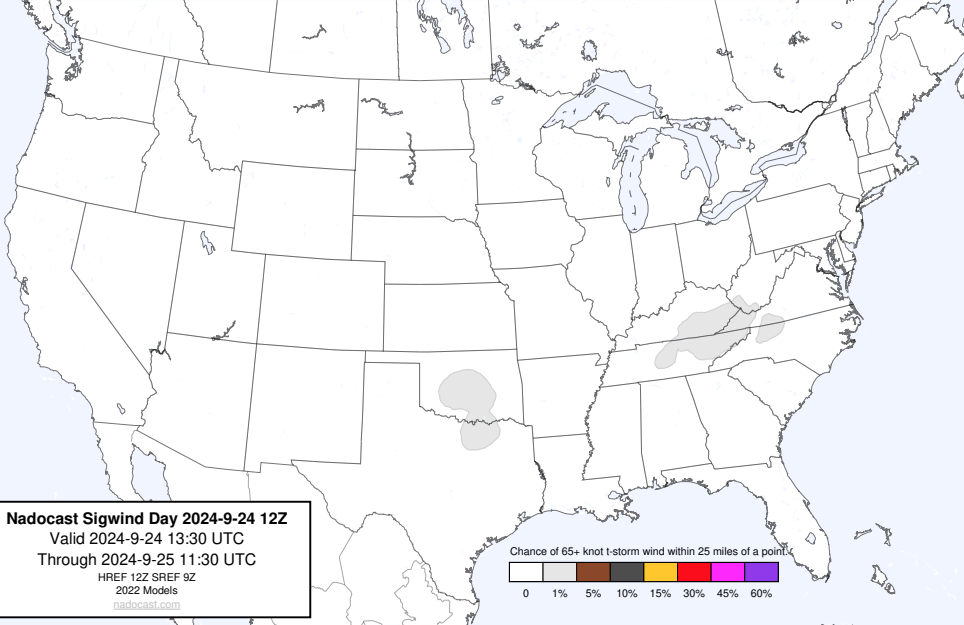 Nadocast Sigwind Day 2024-9-24 12Z
Valid 2024-9-24 13:30 UTC
Through 2024-9-25 11:30 UTC
HREF 12Z SREF 9Z
2022 Models
nadocast.com
Chance of 65+ knot t-storm wind within 25 miles of a point.
0 1% 5% 10% 15% 30% 45% 60%